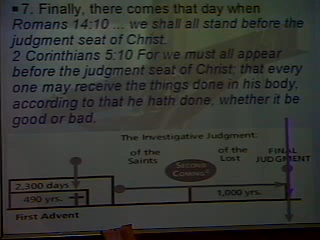 7. Finally, there comes that day when
Romans 14:10 ... we shall all stand before the
judgment seat of Christ.
2 Corinthians 5:10 For we must all appear
before the judgment seat of Christ; that every
one may receive the things done in his body,
according to that he hath done, whether it be
good or bad.
The Investigative Judgment:
of the Saints
of the Lost
FINAL JUDGMENT
SECOND COMING
2,300 days
490 yrs.
1,000 yrs.
First Advent